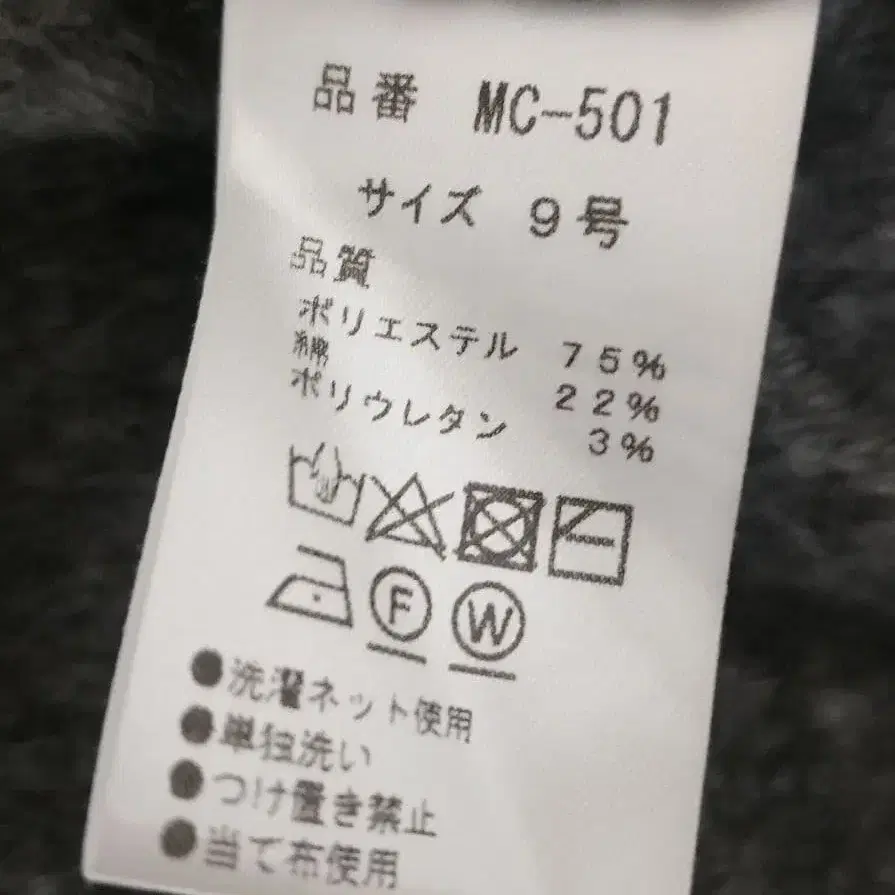 品番 MC-501
サイズ 9号
品質
ポリエステル 75%
綿 22%
ポリウレタン 3%
F W
●洗濯ネット使用
●単独洗い
●つけ置き禁止
●当て布使用